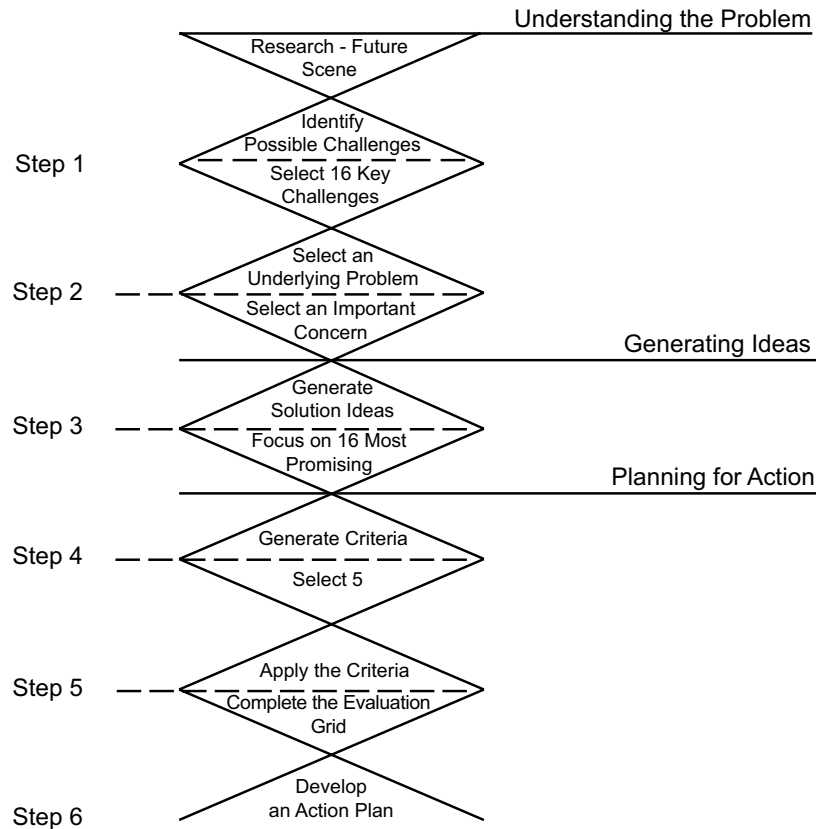 Understanding the Problem
Research - Future
Scene
Identify
Possible Challenges
Step 1
Select 16 Key
Challenges
Select an
Underlying Problem
Step 2
Select an Important
Concern
Generating Ideas
Generate
Solution Ideas
Step 3
Focus on 16 Most
Promising
Planning for Action
Generate Criteria
Step 4
Select 5
Apply the Criteria
Step 5
Complete the Evaluation
Grid
Develop
an Action Plan
Step 6